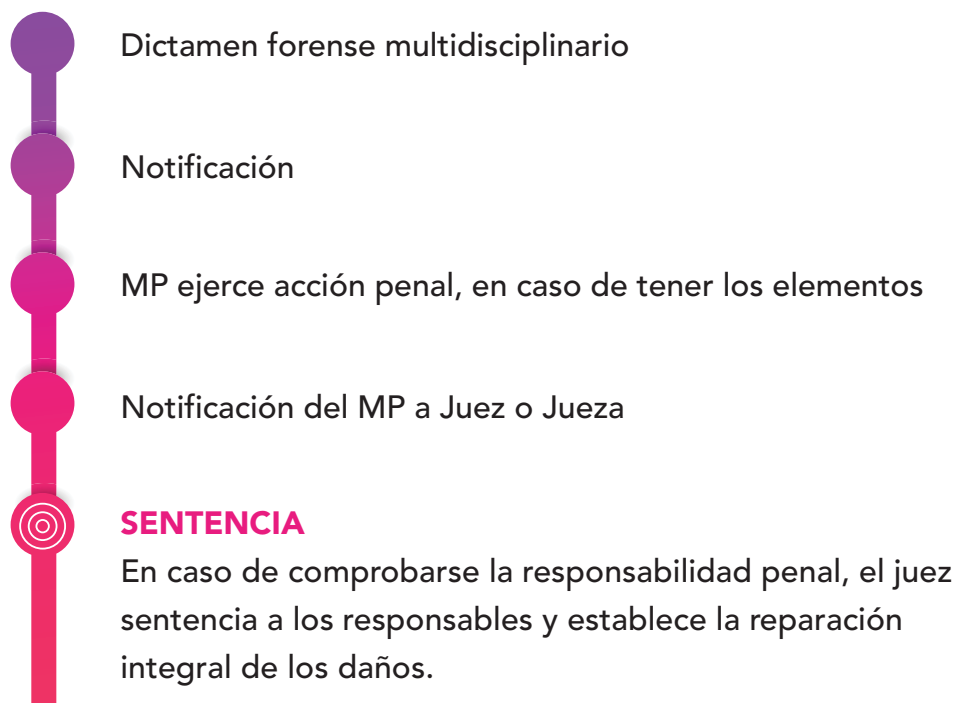 Dictamen forense multidisciplinario
Notificación
MP ejerce acción penal, en caso de tener los elementos
Notificación del MP a Juez o Jueza
SENTENCIA
En caso de comprobarse la responsabilidad penal, el juez
sentencia a los responsables y establece la reparación
integral de los daños.